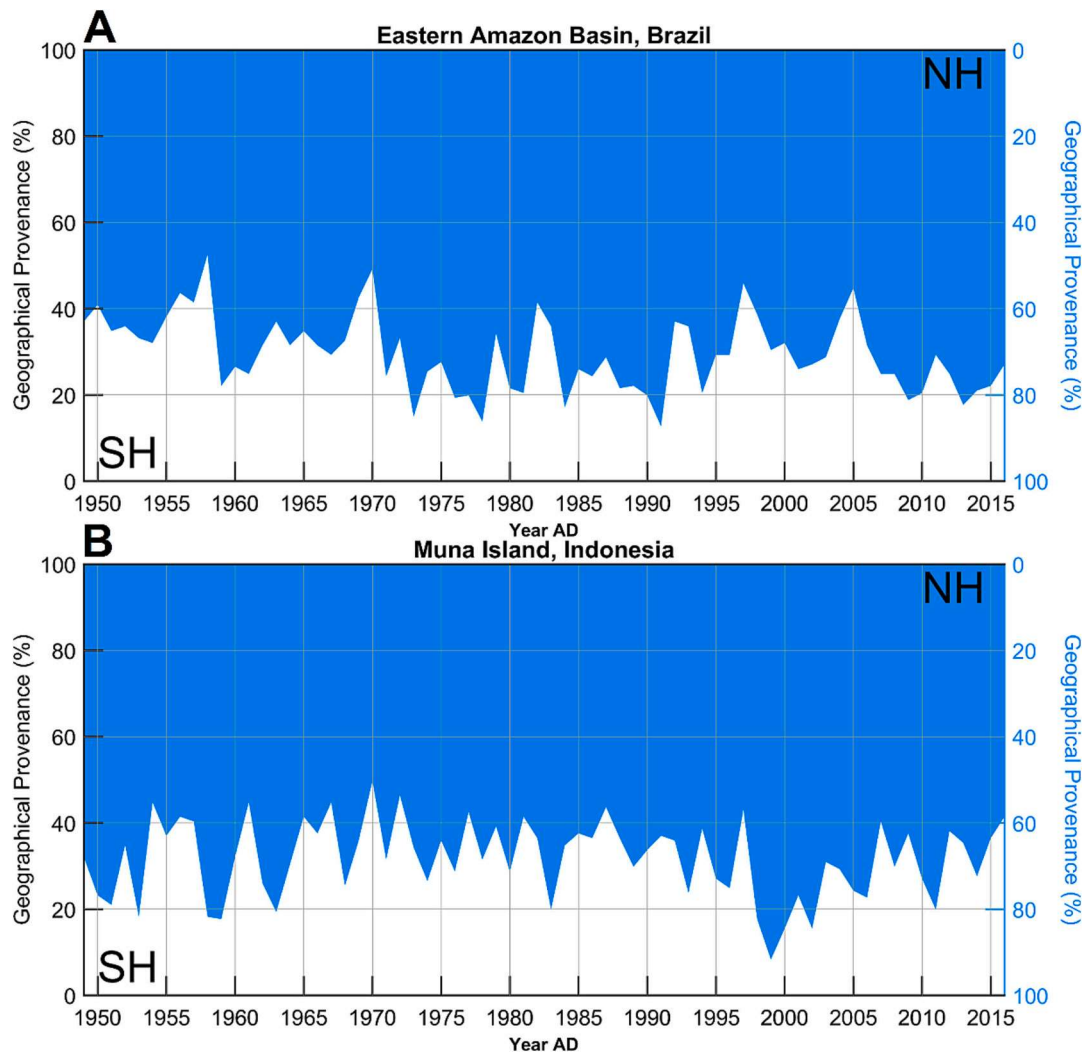 A
Eastern Amazon Basin, Brazil
100
0
NH
80
20
60
40
40
60
20
80
SH
0
100
Geographical Provenance (%)
Geographical Provenance (%)
1950 1955 1960 1965 1970 1975 1980 1985 1990 1995 2000 2005 2010 2015
Year AD
B
Muna Island, Indonesia
100
0
NH
80
20
60
40
40
60
20
80
SH
0
100
Geographical Provenance (%)
Geographical Provenance (%)
1950 1955 1960 1965 1970 1975 1980 1985 1990 1995 2000 2005 2010 2015
Year AD